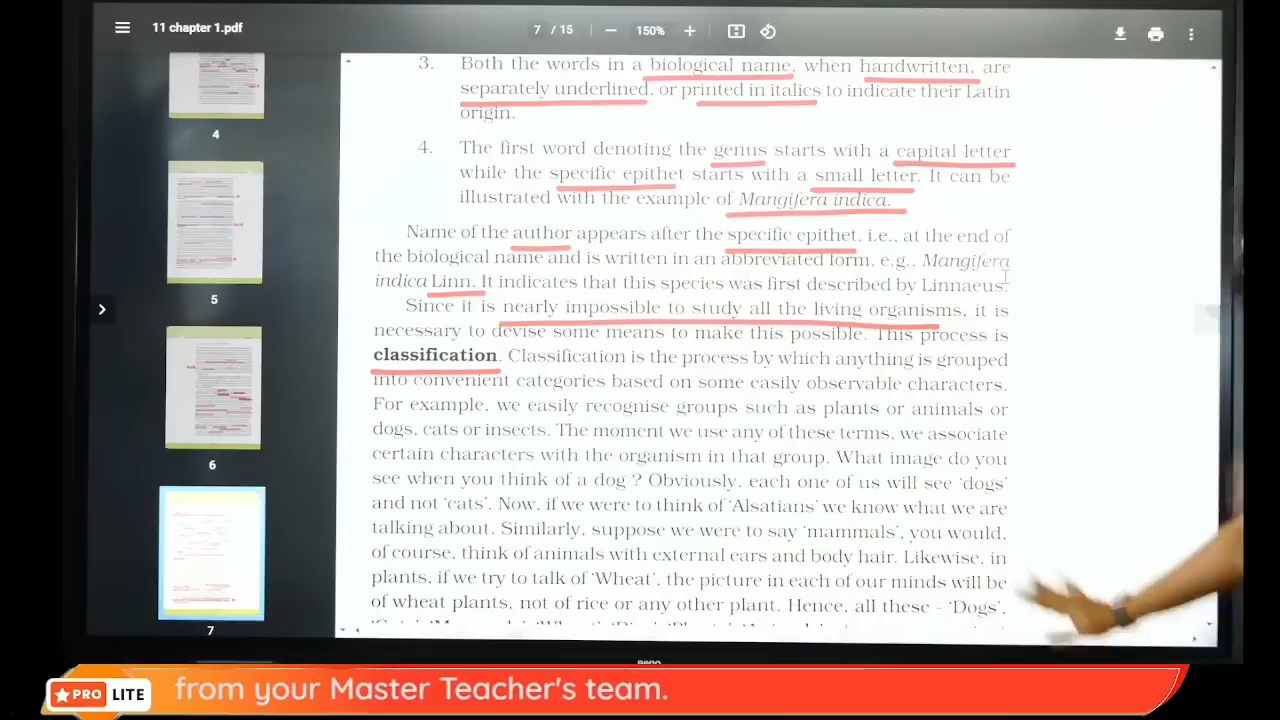 11 chapter 1.pdf
7 / 15
150%
3. Both the words in a biological name, when handwritten, are
separately underlined, or printed in italics to indicate their Latin
origin.
4. The first word denoting the genus starts with a capital letter
while the specific epithet starts with a small letter. It can be
illustrated with the example of Mangifera indica.
Name of the author appears after the specific epithet, i.e., at the end of
the biological name and is written in an abbreviated form, e.g., Mangifera
indica Linn. It indicates that this species was first described by Linnaeus.
Since it is nearly impossible to study all the living organisms, it is
necessary to devise some means to make this possible. This process is
classification. Classification is the process by which anything is grouped
into convenient categories based on some easily observable characters.
For example, we easily recognise groups such as plants or animals or
dogs, cats or insects. The moment we use any of these terms, we associate
certain characters with the organism in that group. What image do you
see when you think of a dog ? Obviously, each one of us will see 'dogs'
and not 'cats'. Now, if we were to think of 'Alsatians' we know what we are
talking about. Similarly, suppose we were to say 'mammals', you would,
of course, think of animals with external ears and body hair. Likewise, in
plants, if we try to talk of 'Wheat', the picture in each of our minds will be
of wheat plants, not of rice or any other plant. Hence, all these - 'Dogs',
4
5
6
7
PRO LITE
from your Master Teacher's team.